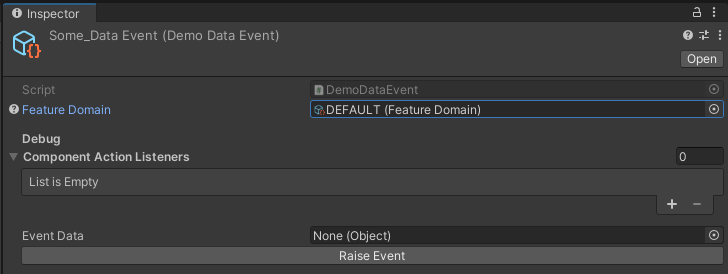 Inspector
Some_Data Event (Demo Data Event)
Open
Script
DemoDataEvent
Feature Domain
DEFAULT (Feature Domain)
Debug
Component Action Listeners
0
List is Empty
Event Data
None (Object)
Raise Event